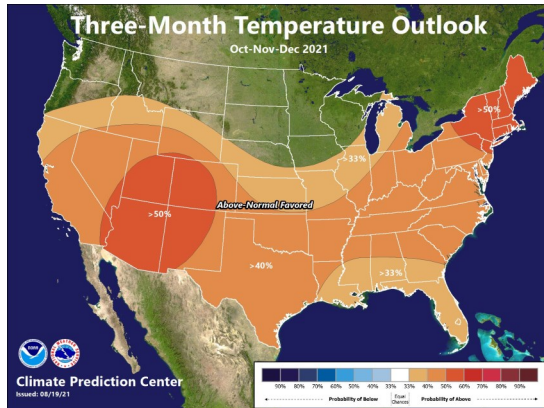 Three-Month Temperature Outlook
Oct-Nov-Dec 2021
>50%
>33%
Above-Normal Favored
>50%
>40%
>33%
NOAA
Climate Prediction Center
Issued: 08/19/21
90% 80% 70% 60% 50% 40% 33% 33% 40% 50% 60% 70% 80% 90%
Probability of Below
Equal Chances
Probability of Above